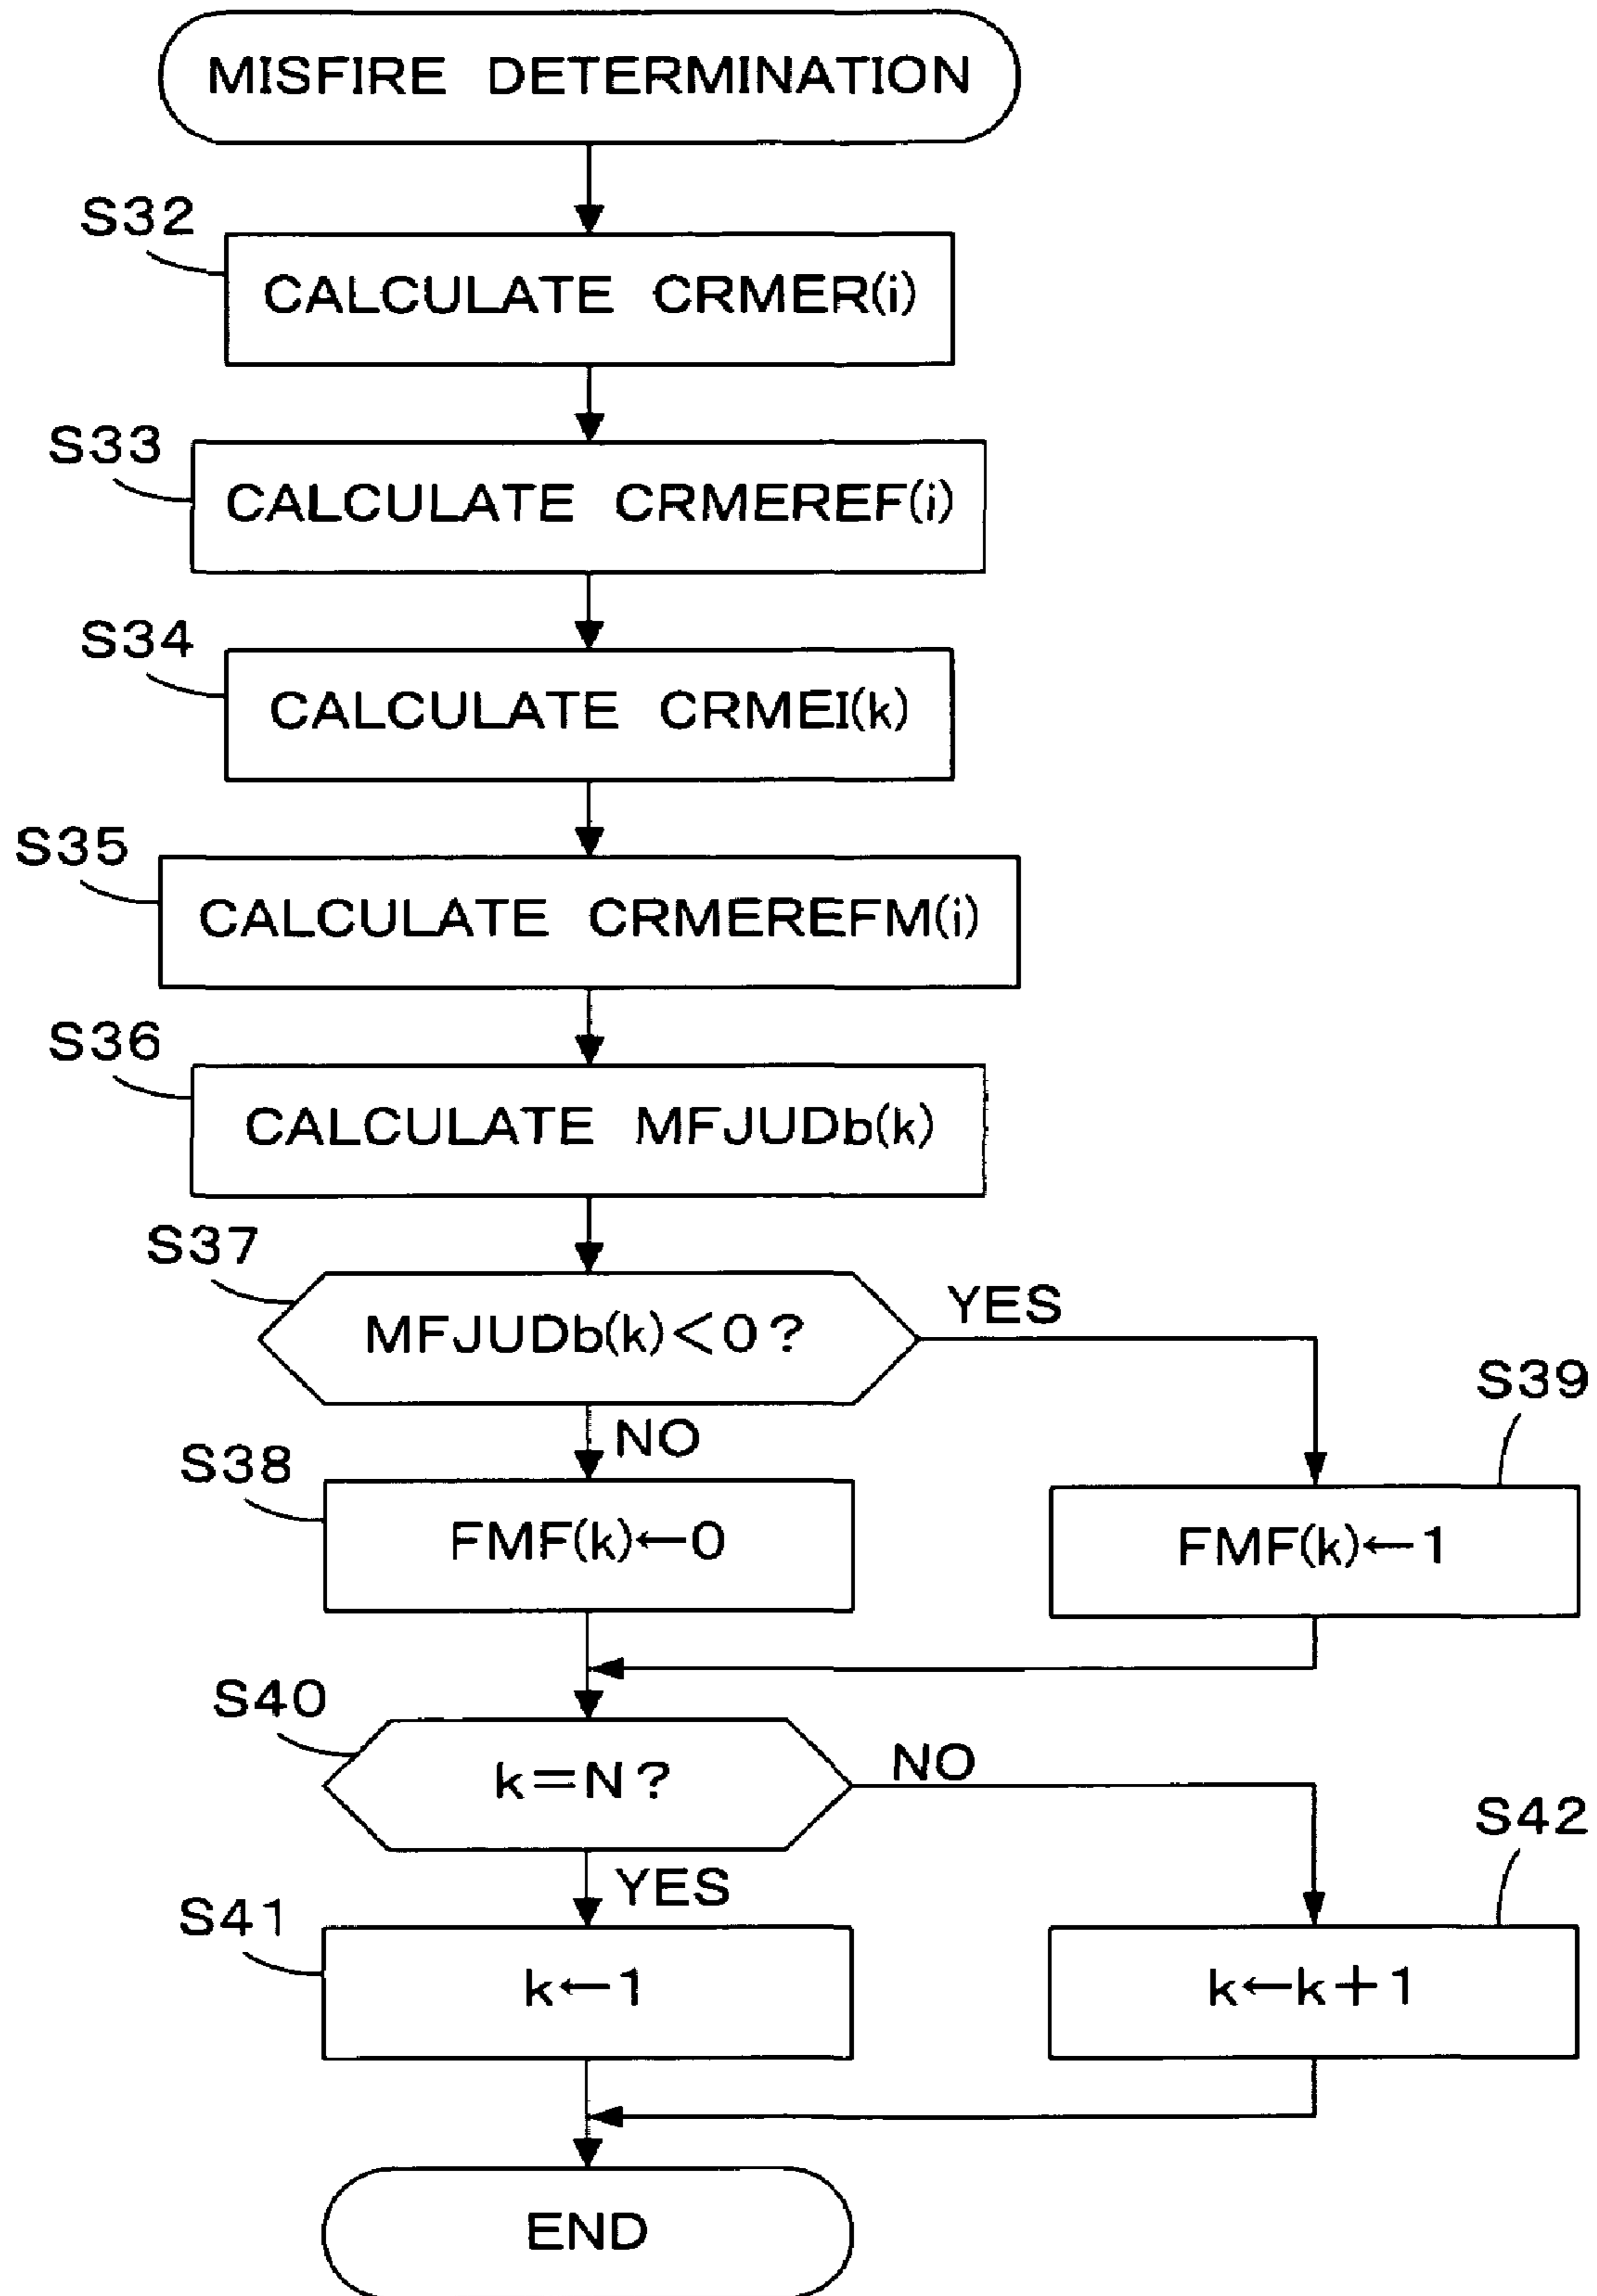 MISFIRE DETERMINATION
S32
CALCULATE CRMER(i)
S33
CALCULATE CRMEREF(i)
S34
CALCULATE CRMEI(k)
S35
CALCULATE CRMEREFM(i)
S36
CALCULATE MFJUDb(k)
S37
MFJUDb(k)<0?
YES
NO
S38
FMF(k)←0
S39
FMF(k)←1
S40
k=N?
NO
YES
S41
k←1
S42
k←k+1
END